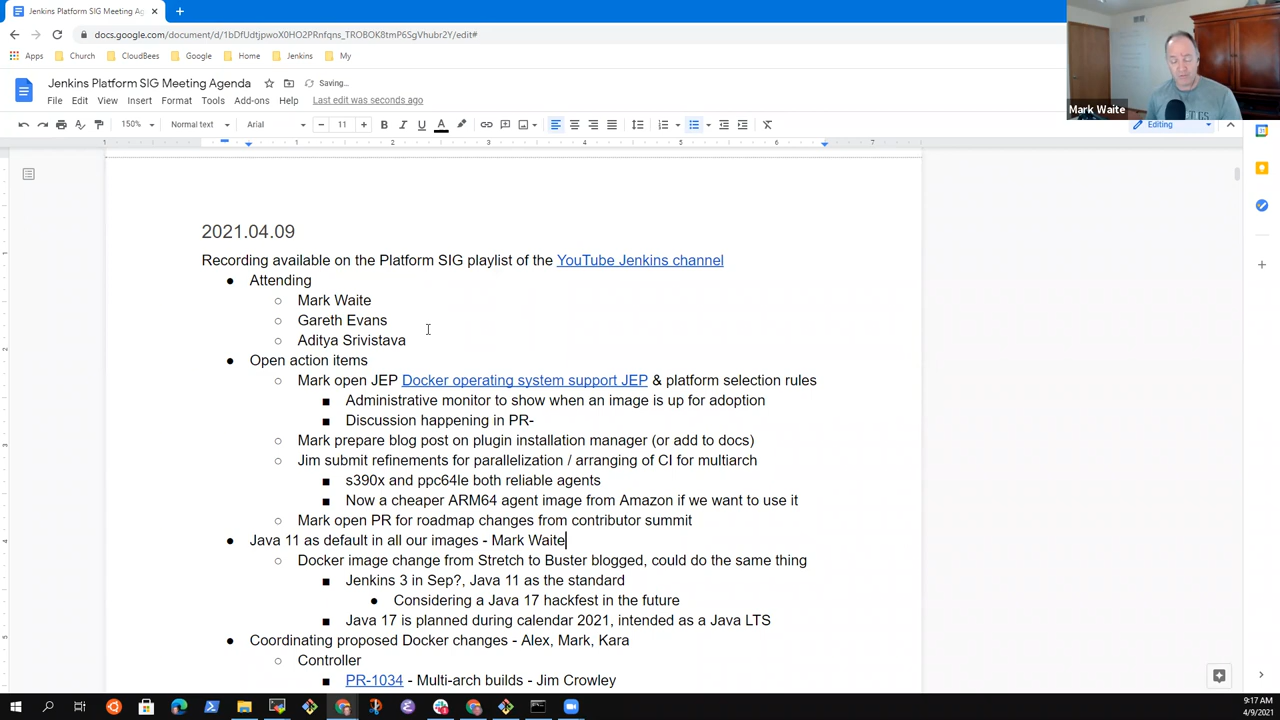 Jenkins Platform SIG Meeting Ag
docs.google.com/document/d/1bDfUdtjpwoX0HO2PRnfqns_TROBOK8tmP6SgVhubr2Y/edit#
Apps Church CloudBees Google Home Jenkins My
Jenkins Platform SIG Meeting Agenda Saving...
File Edit View Insert Format Tools Add-ons Help Last edit was seconds ago
150% Normal text Arial 11 Editing
Mark Waite
1 1 2 3 4 5 6 7
2021.04.09
Recording available on the Platform SIG playlist of the YouTube Jenkins channel
● Attending
○ Mark Waite
○ Gareth Evans
○ Aditya Srivistava
● Open action items
○ Mark open JEP Docker operating system support JEP & platform selection rules
■ Administrative monitor to show when an image is up for adoption
■ Discussion happening in PR-
○ Mark prepare blog post on plugin installation manager (or add to docs)
○ Jim submit refinements for parallelization / arranging of CI for multiarch
■ s390x and ppc64le both reliable agents
■ Now a cheaper ARM64 agent image from Amazon if we want to use it
○ Mark open PR for roadmap changes from contributor summit
● Java 11 as default in all our images - Mark Waite
○ Docker image change from Stretch to Buster blogged, could do the same thing
■ Jenkins 3 in Sep?, Java 11 as the standard
● Considering a Java 17 hackfest in the future
■ Java 17 is planned during calendar 2021, intended as a Java LTS
● Coordinating proposed Docker changes - Alex, Mark, Kara
○ Controller
■ PR-1034 - Multi-arch builds - Jim Crowley
9:17 AM
4/9/2021